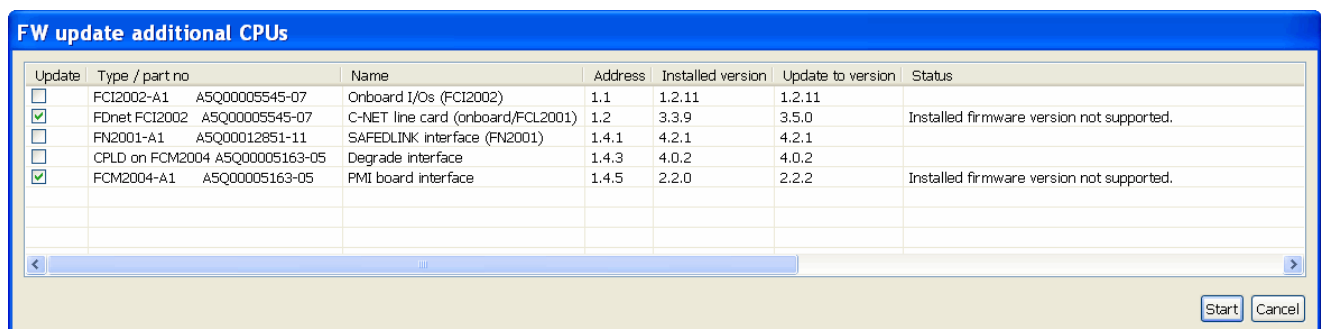 FW update additional CPUs
Update Type / part no Name Address Installed version Update to version Status
FCI2002-A1 A5Q00005545-07 Onboard I/Os (FCI2002) 1.1 1.2.11 1.2.11
FDnet FCI2002 A5Q00005545-07 C-NET line card (onboard/FCL2001) 1.2 3.3.9 3.5.0 Installed firmware version not supported.
FN2001-A1 A5Q00012851-11 SAFEDLINK interface (FN2001) 1.4.1 4.2.1 4.2.1
CPLD on FCM2004 A5Q00005163-05 Degrade interface 1.4.3 4.0.2 4.0.2
FCM2004-A1 A5Q00005163-05 PMI board interface 1.4.5 2.2.0 2.2.2 Installed firmware version not supported.
Start Cancel